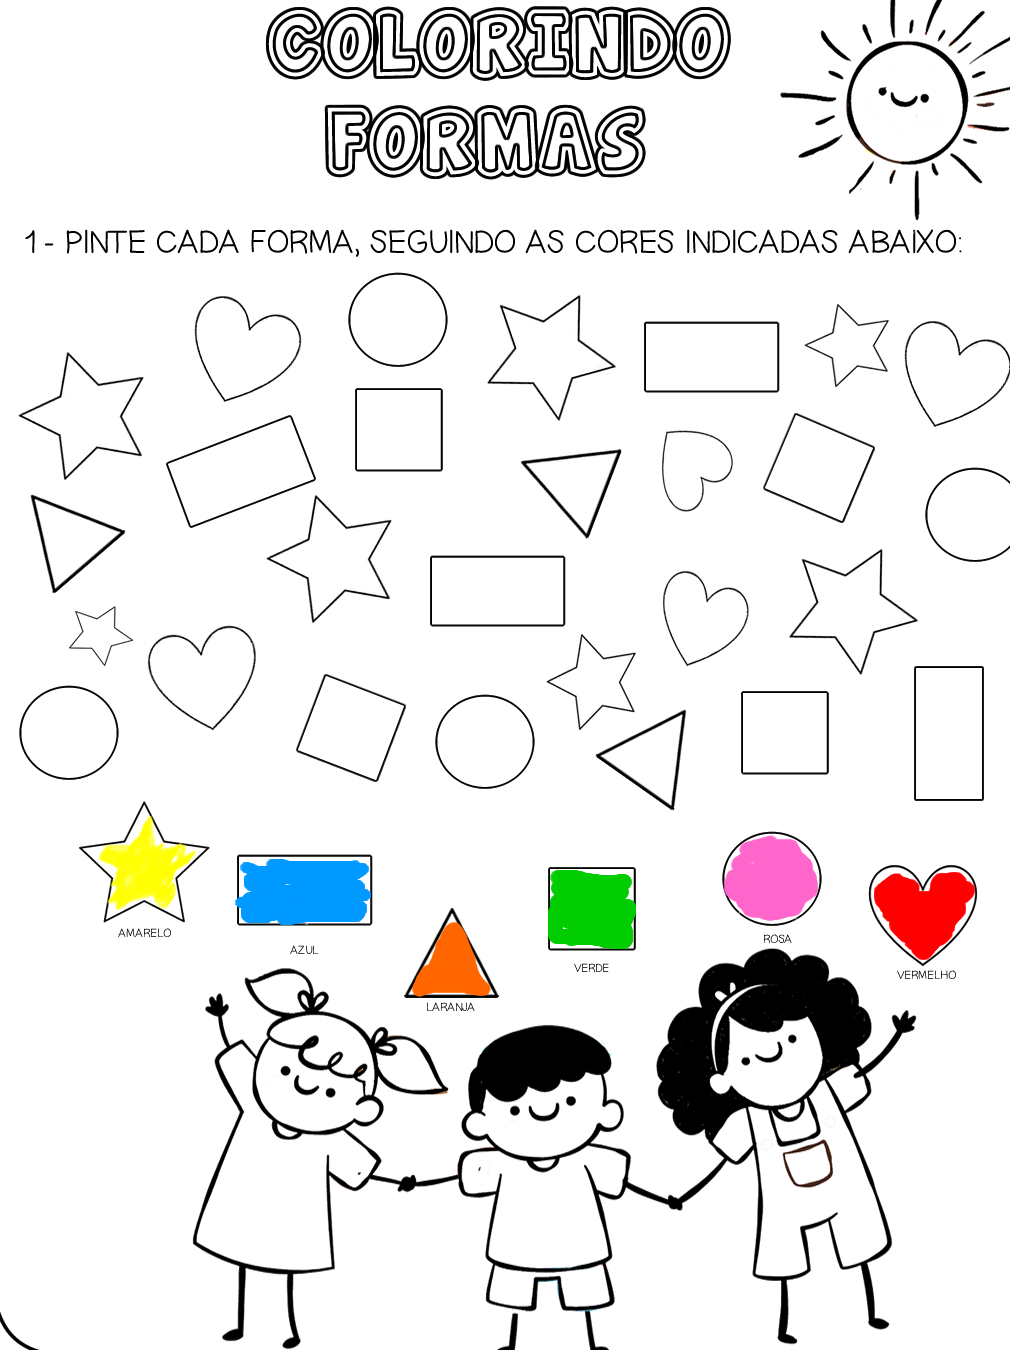 COLORINDO
FORMAS
1- PINTE CADA FORMA, SEGUINDO AS CORES INDICADAS ABAIXO:
AMARELO
AZUL
LARANJA
VERDE
ROSA
VERMELHO